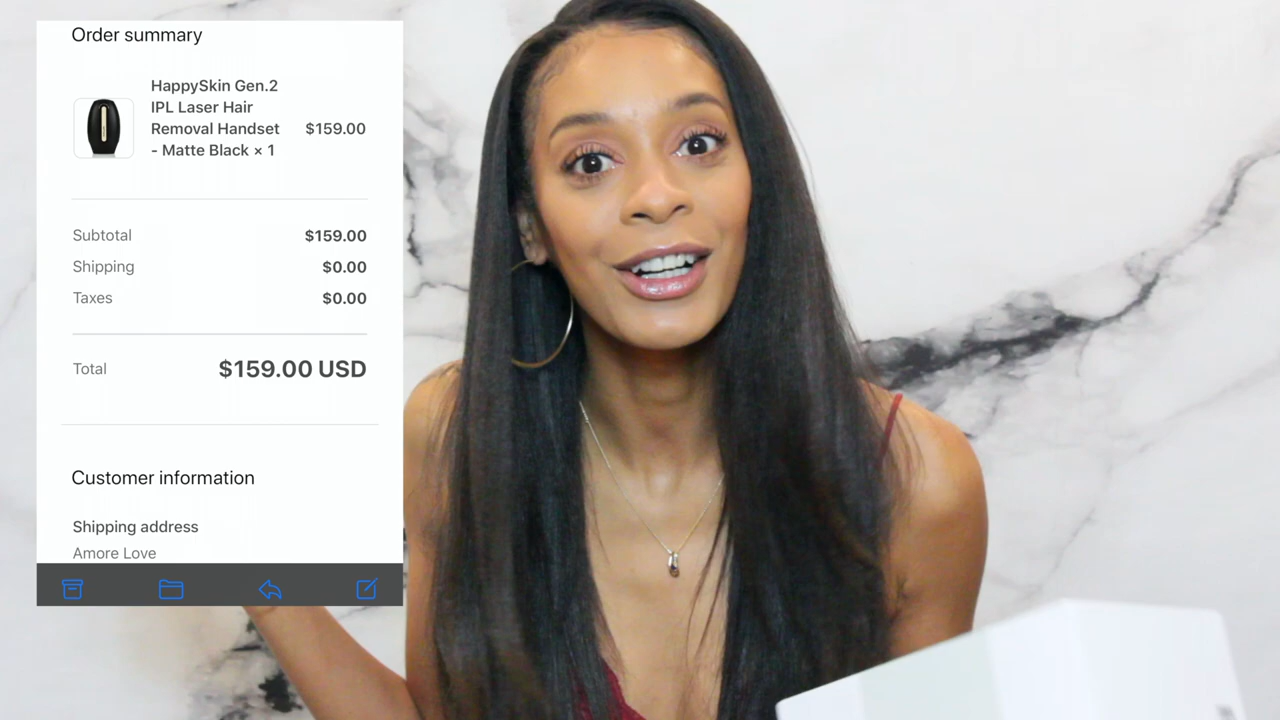 Order summary
HappySkin Gen.2
IPL Laser Hair
Removal Handset
- Matte Black × 1
$159.00
Subtotal $159.00
Shipping $0.00
Taxes $0.00
Total $159.00 USD
Customer information
Shipping address
Amore Love